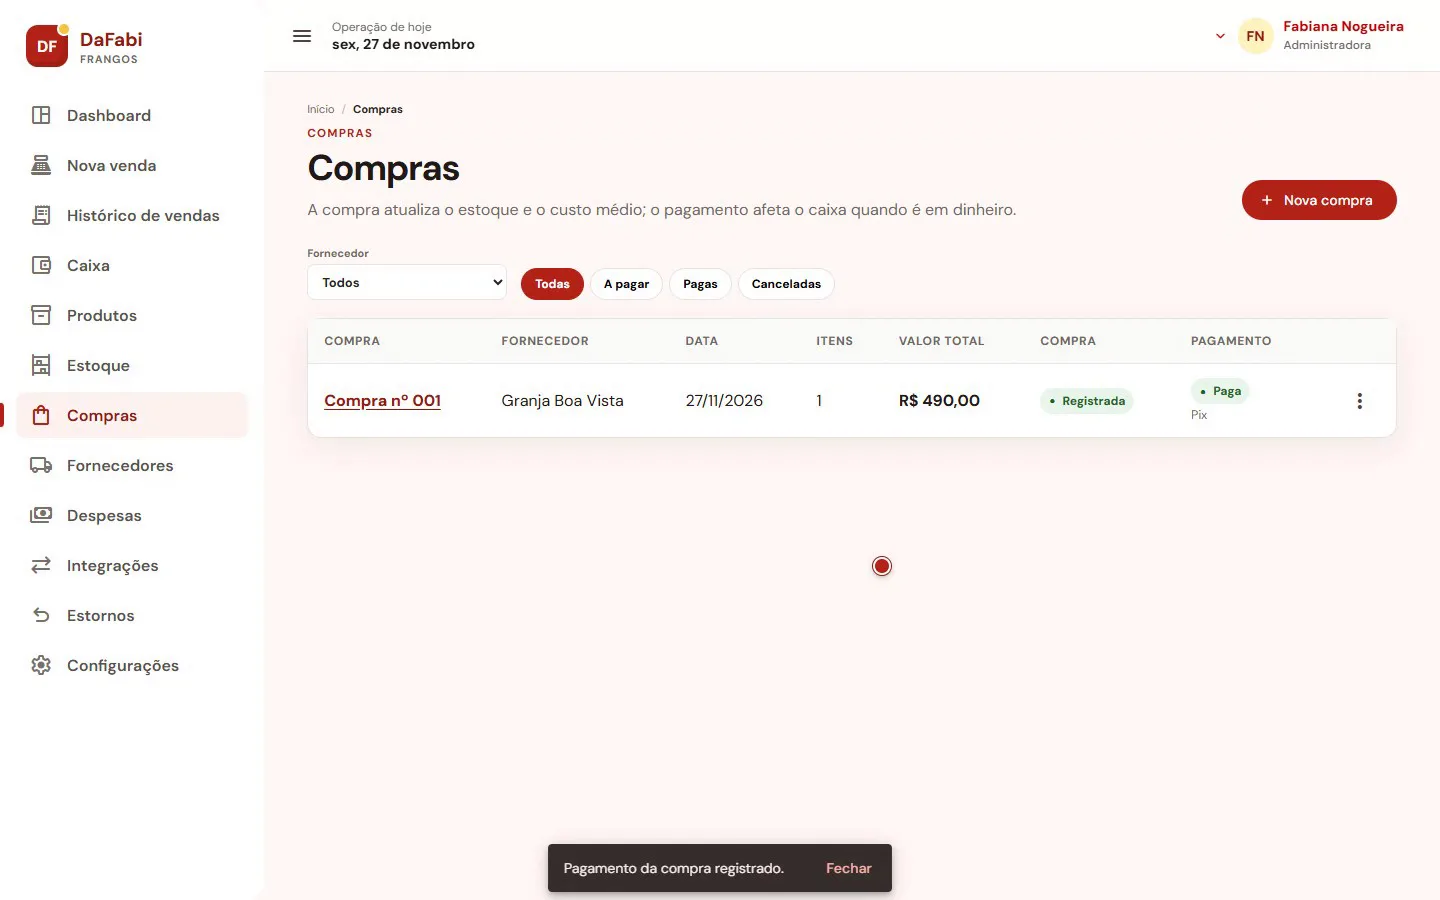 DF
DaFabi
FRANGOS
Dashboard
Nova venda
Histórico de vendas
Caixa
Produtos
Estoque
Compras
Fornecedores
Despesas
Integrações
Estornos
Configurações
Operação de hoje
sex, 27 de novembro
FN
Fabiana Nogueira
Administradora
Início / Compras
COMPRAS
Compras
A compra atualiza o estoque e o custo médio; o pagamento afeta o caixa quando é em dinheiro.
+ Nova compra
Fornecedor
Todos
Todas
A pagar
Pagas
Canceladas
COMPRA FORNECEDOR DATA ITENS VALOR TOTAL COMPRA PAGAMENTO
Compra nº 001 Granja Boa Vista 27/11/2026 1 R$ 490,00 • Registrada • Paga
Pix
Pagamento da compra registrado. Fechar